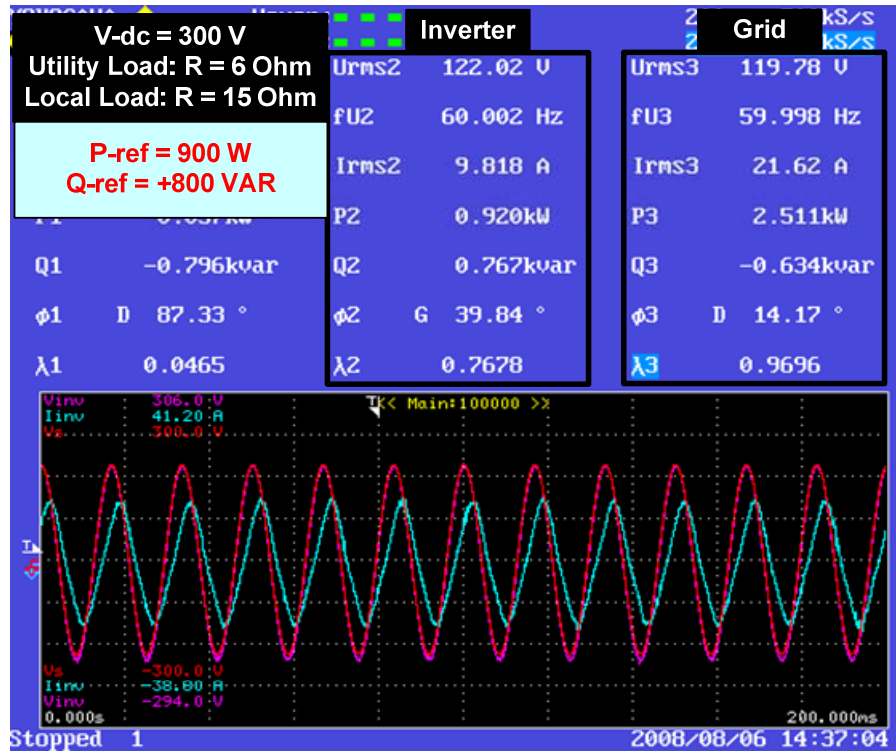 V-dc = 300 V
Utility Load: R = 6 Ohm
Local Load: R = 15 Ohm
P-ref = 900 W
Q-ref = +800 VAR
Inverter
Grid
kS/s
kS/s
Urms2 122.02 V
Urms3 119.78 V
fU2 60.002 Hz
fU3 59.998 Hz
Irms2 9.818 A
Irms3 21.62 A
P2 0.920kW
P3 2.511kW
Q1 -0.796kvar
Q2 0.767kvar
Q3 -0.634kvar
φ1 D 87.33 °
φ2 G 39.84 °
φ3 D 14.17 °
λ1 0.0465
λ2 0.7678
λ3 0.9696
Vinv 306.0 V
Iinv 41.20 A
Vs 300.0 V
T
<< Main:100000 >>
T
Vs -300.0 V
Iinv -38.80 A
Vinv -294.0 V
0.000s
200.000ms
Stopped 1
2008/08/06 14:37:04